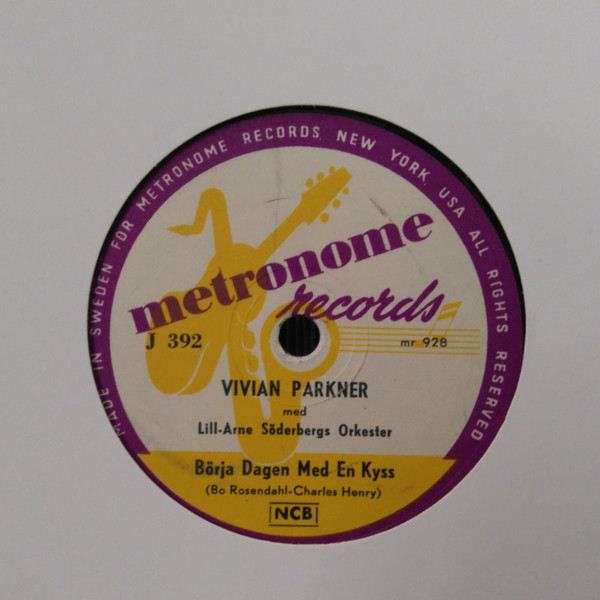 MADE IN SWEDEN FOR METRONOME RECORDS, NEW YORK, USA ALL RIGHTS RESERVED
metronome
records
J 392
mr 928
VIVIAN PARKNER
med
Lill-Arne Söderbergs Orkester
Börja Dagen Med En Kyss
(Bo Rosendahl-Charles Henry)
NCB